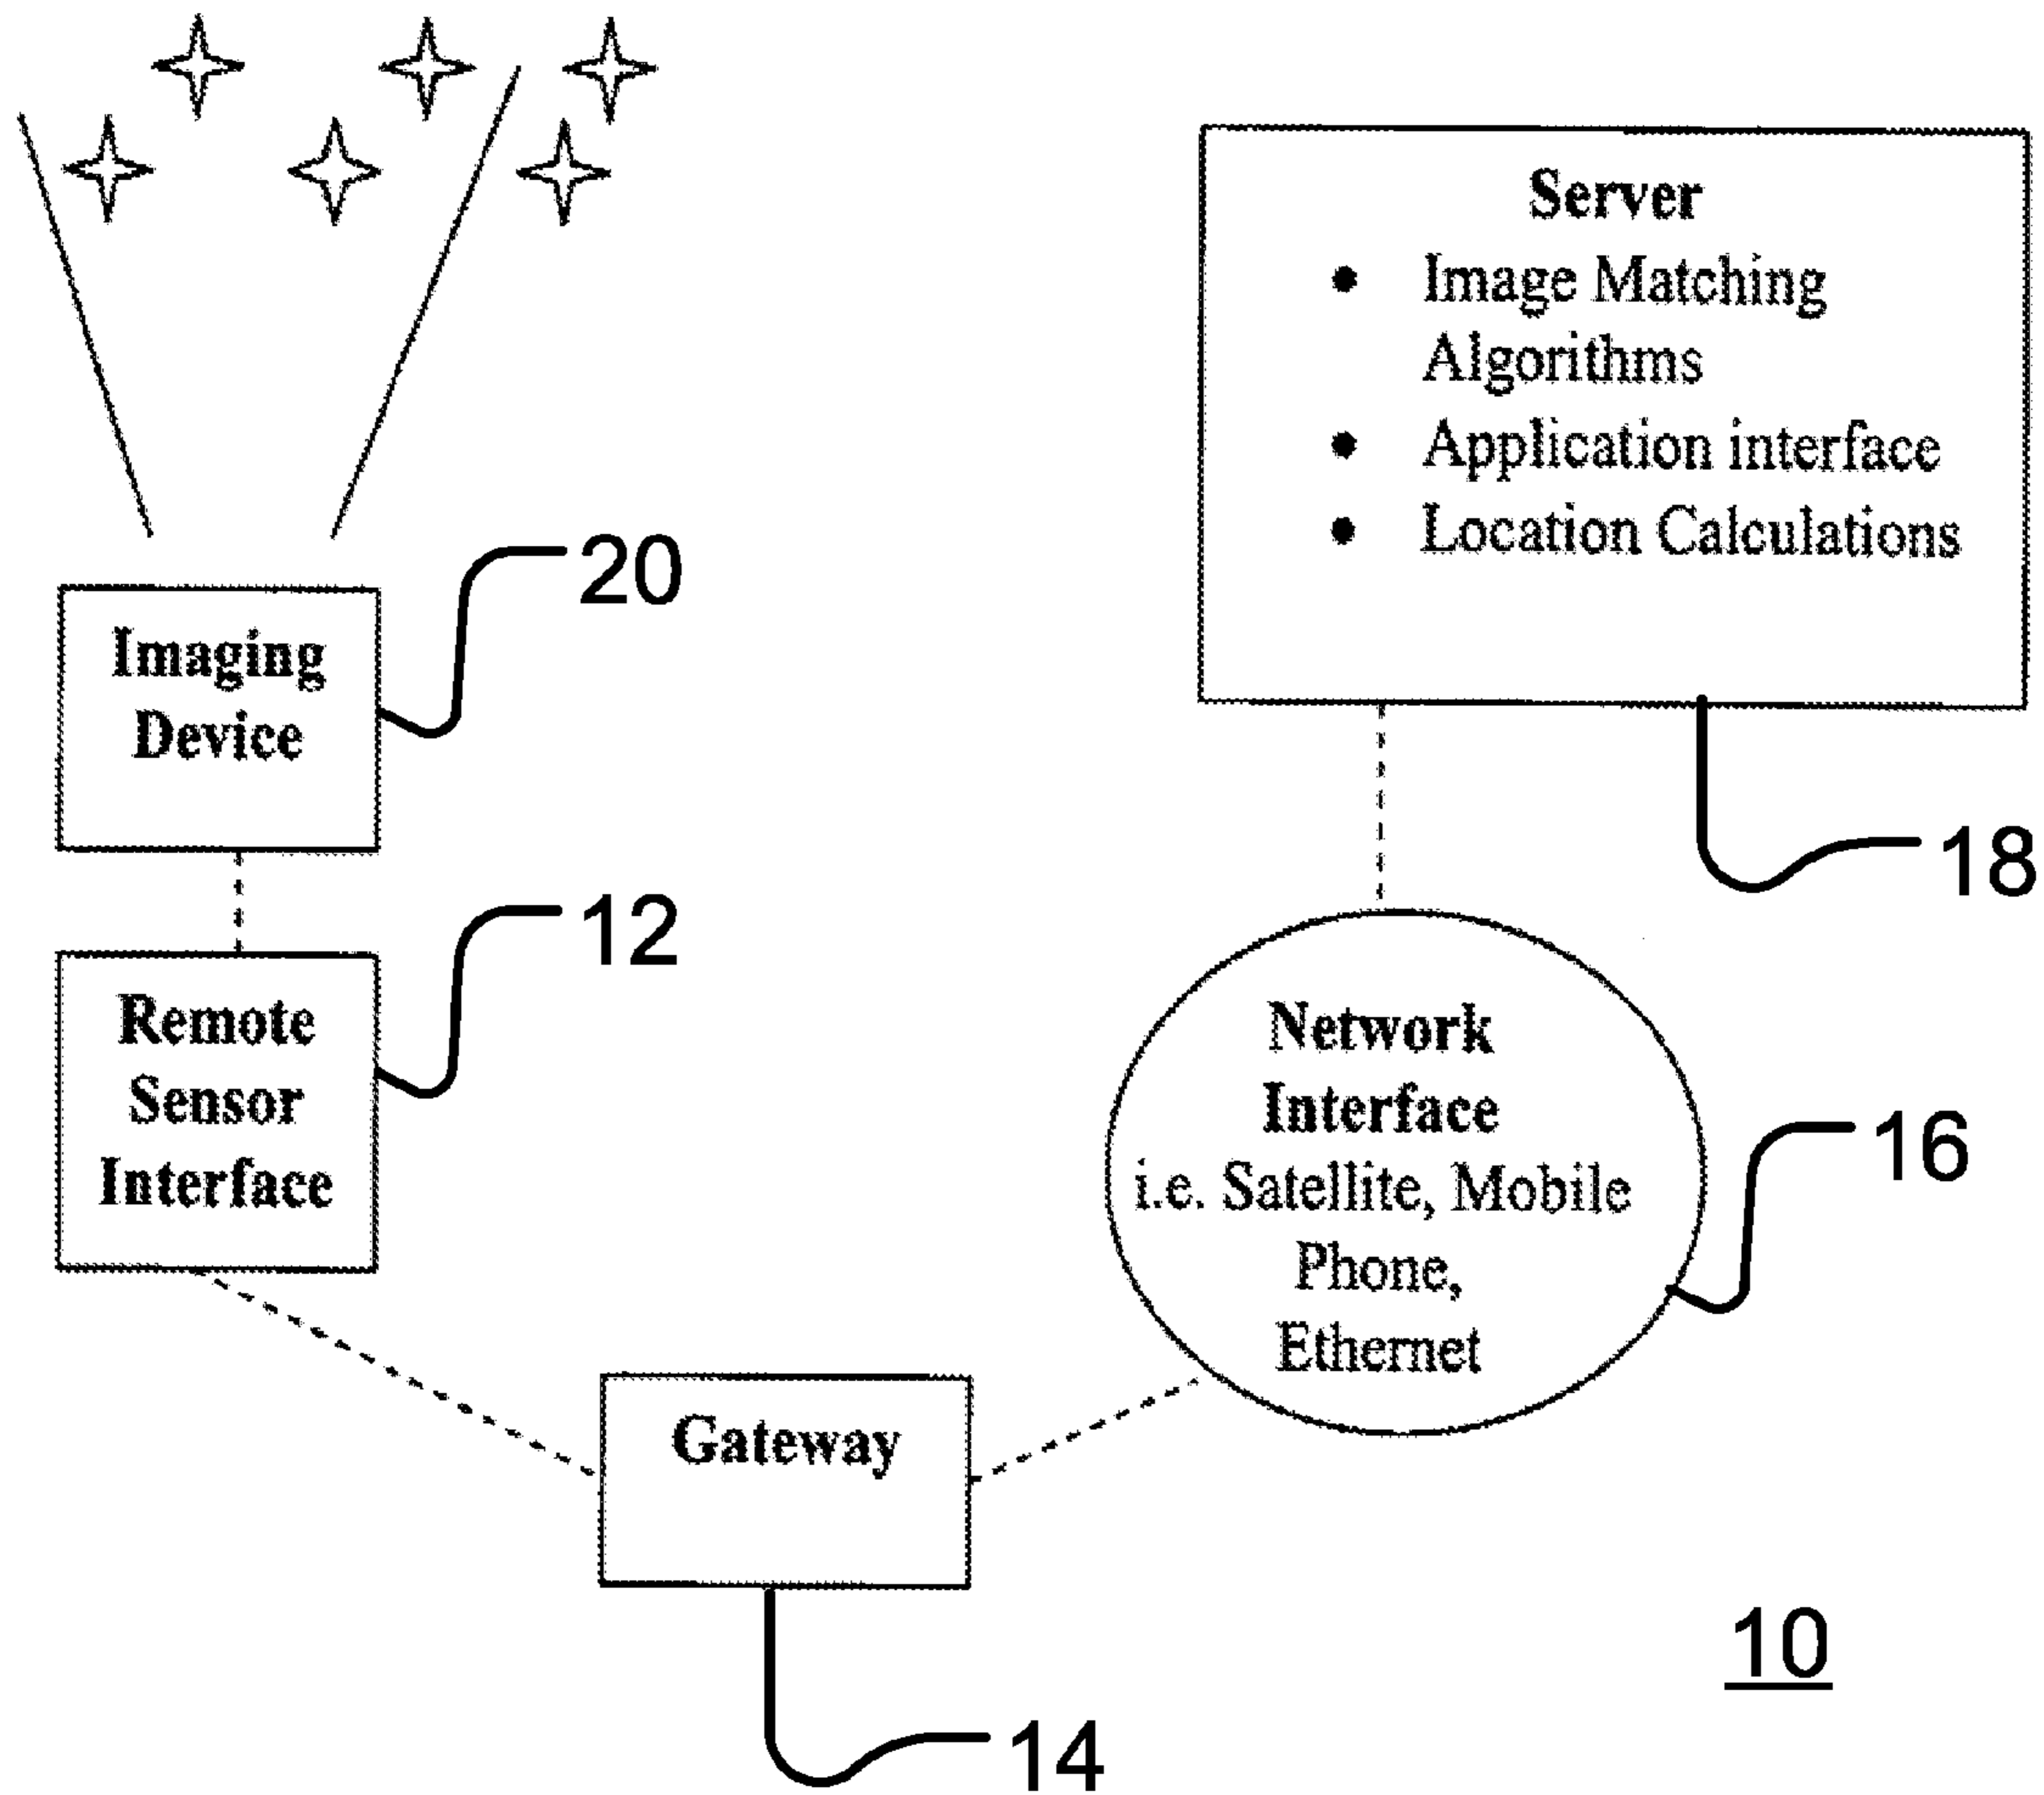 Server
• Image Matching
Algorithms
• Application interface
• Location Calculations
20
Imaging
Device
18
12
Remote
Sensor
Interface
Network
Interface
i.e. Satellite, Mobile
Phone,
Ethernet
16
Gateway
10
14